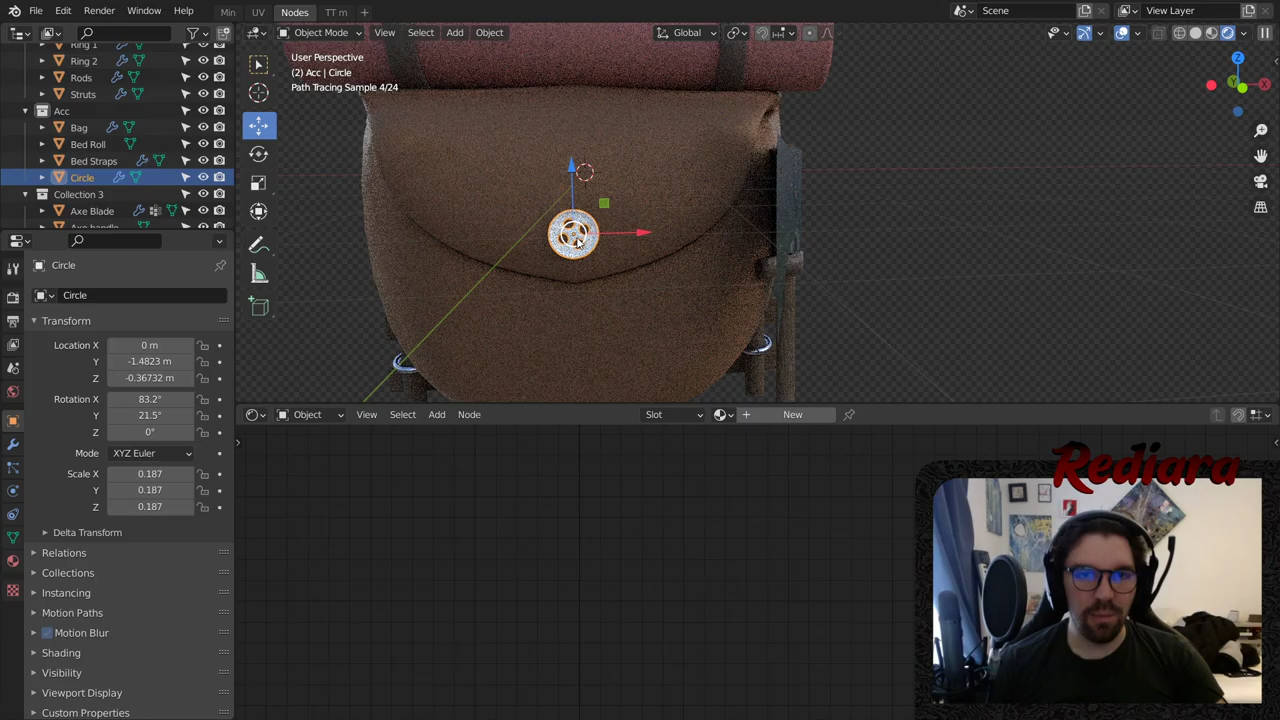 File Edit Render Window Help Min UV Nodes TT m Scene View Layer
Object Mode View Select Add Object Global
Ring 1
Ring 2
Rods
Struts
Acc
Bag
Bed Roll
Bed Straps
Circle
Collection 3
Axe Blade
Axe handle
User Perspective
(2) Acc | Circle
Path Tracing Sample 4/24
Z
Y
X
Circle
Circle
Transform
Location X 0 m
Y -1.4823 m
Z -0.36732 m
Rotation X 83.2°
Y 21.5°
Z 0°
Mode XYZ Euler
Scale X 0.187
Y 0.187
Z 0.187
Delta Transform
Relations
Collections
Instancing
Motion Paths
Motion Blur
Shading
Visibility
Viewport Display
Custom Properties
Object View Select Add Node Slot New
Rediara